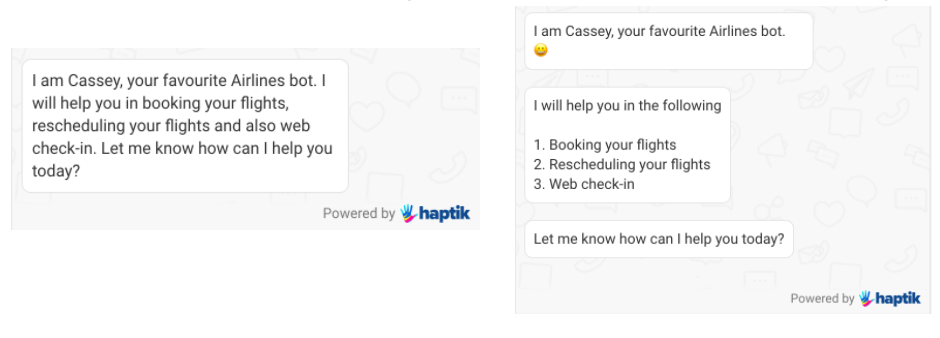 I am Cassey, your favourite Airlines bot. I
will help you in booking your flights,
rescheduling your flights and also web
check-in. Let me know how can I help you
today?
Powered by haptik
I am Cassey, your favourite Airlines bot.
😀
I will help you in the following
1. Booking your flights
2. Rescheduling your flights
3. Web check-in
Let me know how can I help you today?
Powered by haptik